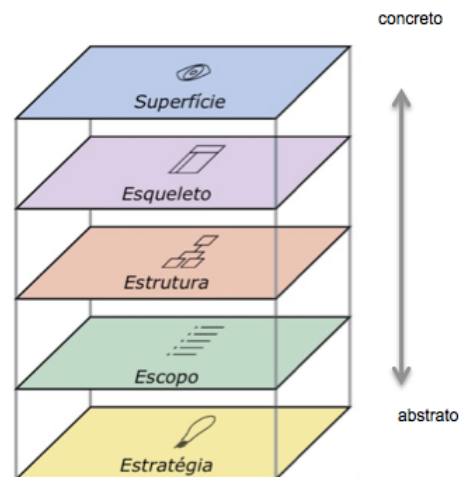 concreto
Superfície
Esqueleto
Estrutura
Escopo
abstrato
Estratégia